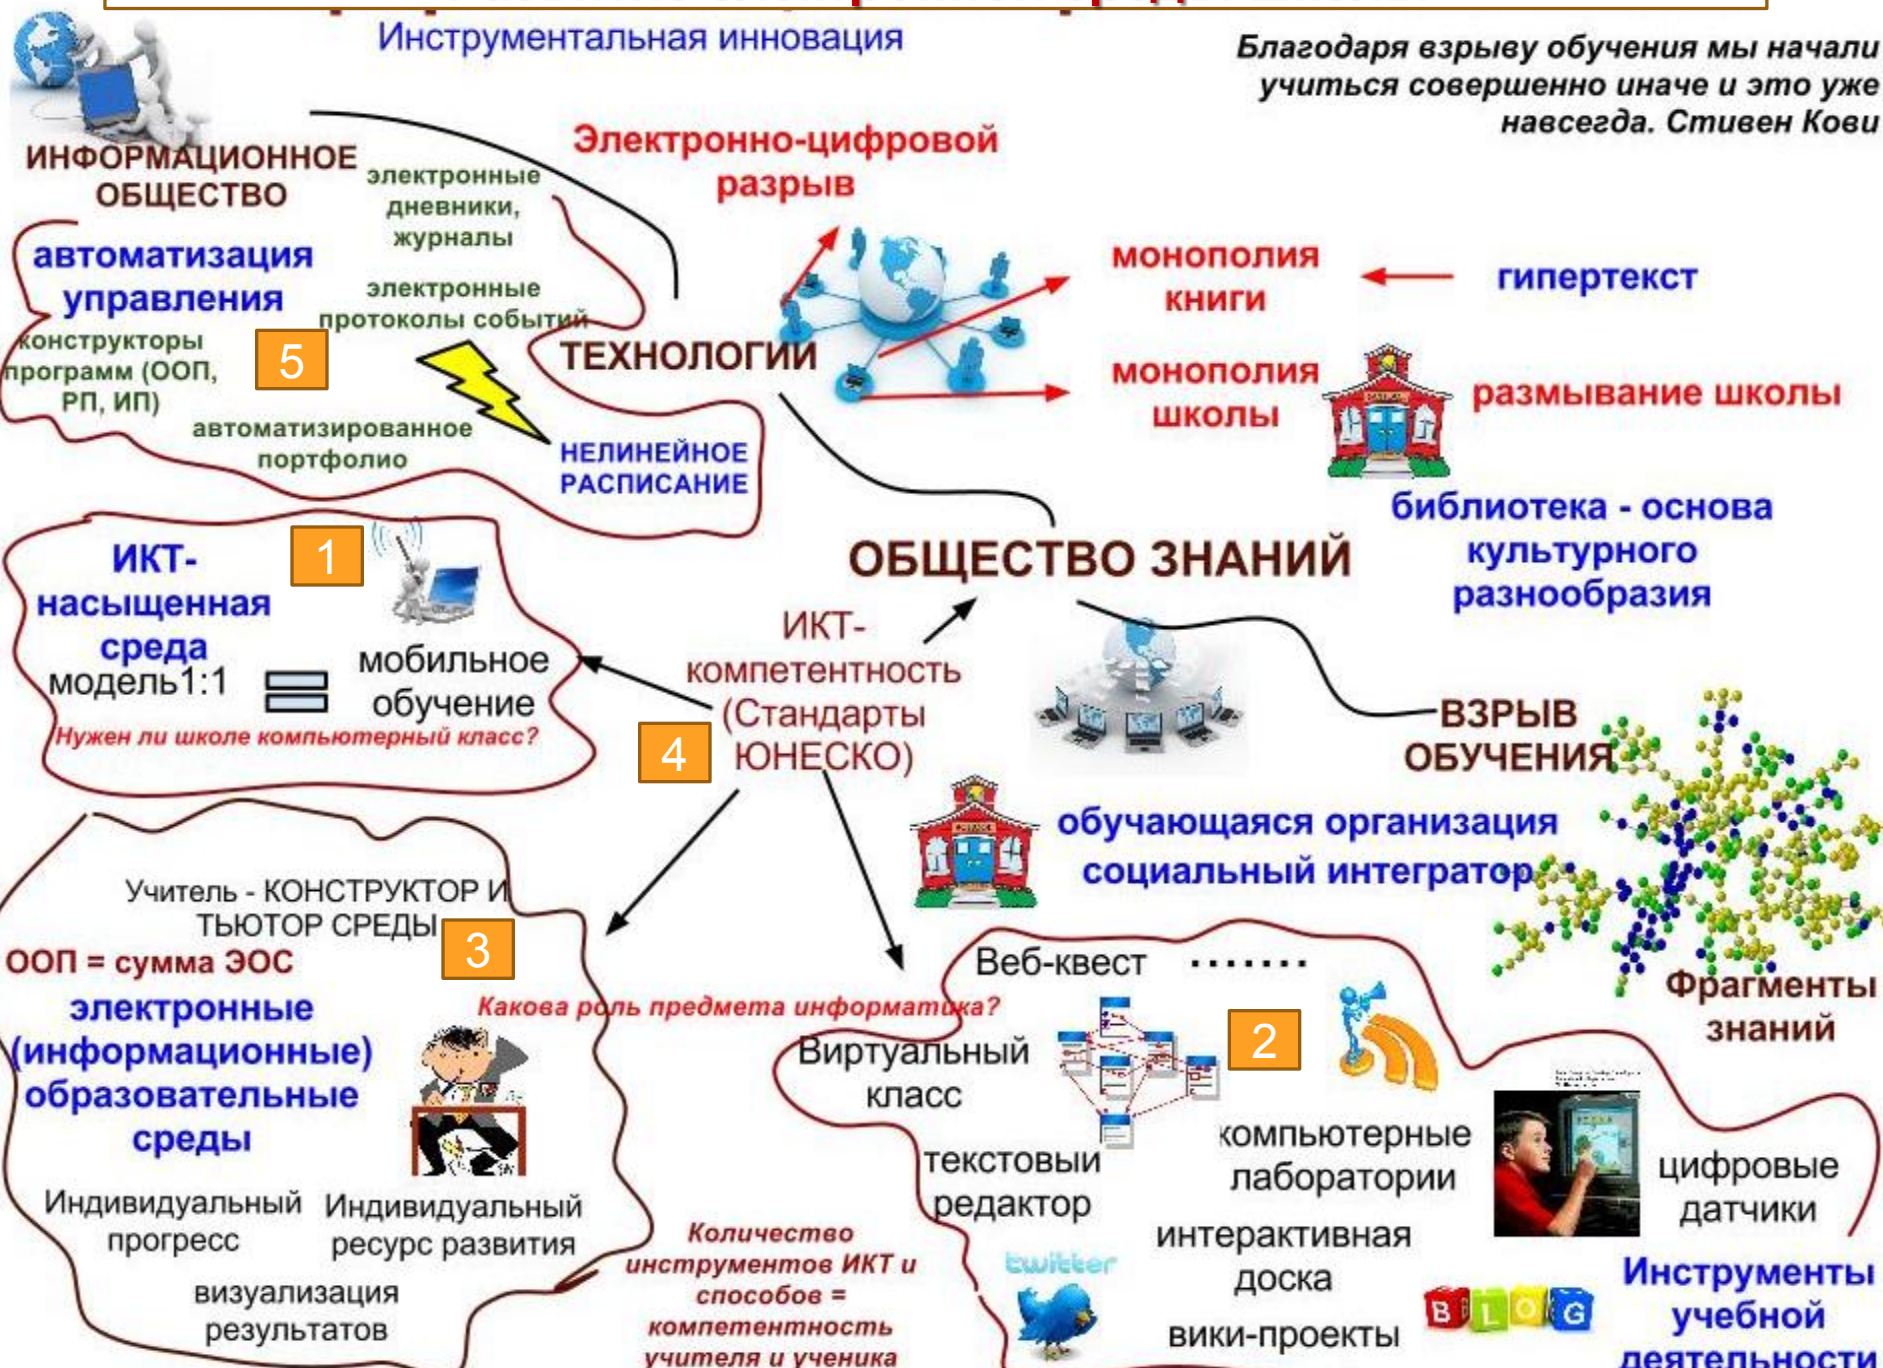 Инструментальная инновация
Благодаря взрыву обучения мы начали
учиться совершенно иначе и это уже
навсегда. Стивен Кови
ИНФОРМАЦИОННОЕ
ОБЩЕСТВО
электронные
дневники,
журналы
Электронно-цифровой
разрыв
автоматизация
управления
электронные
протоколы событий
конструкторы
программ (ООП,
РП, ИП)
5
автоматизированное
портфолио
ТЕХНОЛОГИИ
НЕЛИНЕЙНОЕ
РАСПИСАНИЕ
монополия
книги
гипертекст
монополия
школы
размывание школы
библиотека - основа
культурного
разнообразия
ОБЩЕСТВО ЗНАНИЙ
1
ИКТ-
насыщенная
среда
модель1:1
мобильное
обучение
Нужен ли школе компьютерный класс?
ИКТ-
компетентность
(Стандарты
ЮНЕСКО)
4
ВЗРЫВ
ОБУЧЕНИЯ
обучающаяся организация
социальный интегратор
Фрагменты
знаний
Учитель - КОНСТРУКТОР И
ТЬЮТОР СРЕДЫ
3
ООП = сумма ЭОС
электронные
(информационные)
образовательные
среды
Какова роль предмета информатика?
Индивидуальный
прогресс
Индивидуальный
ресурс развития
визуализация
результатов
Количество
инструментов ИКТ и
способов =
компетентность
учителя и ученика
Веб-квест .......
2
Виртуальный
класс
текстовый
редактор
компьютерные
лаборатории
цифровые
датчики
интерактивная
доска
twitter
вики-проекты
BLOG
Инструменты
учебной
деятельности